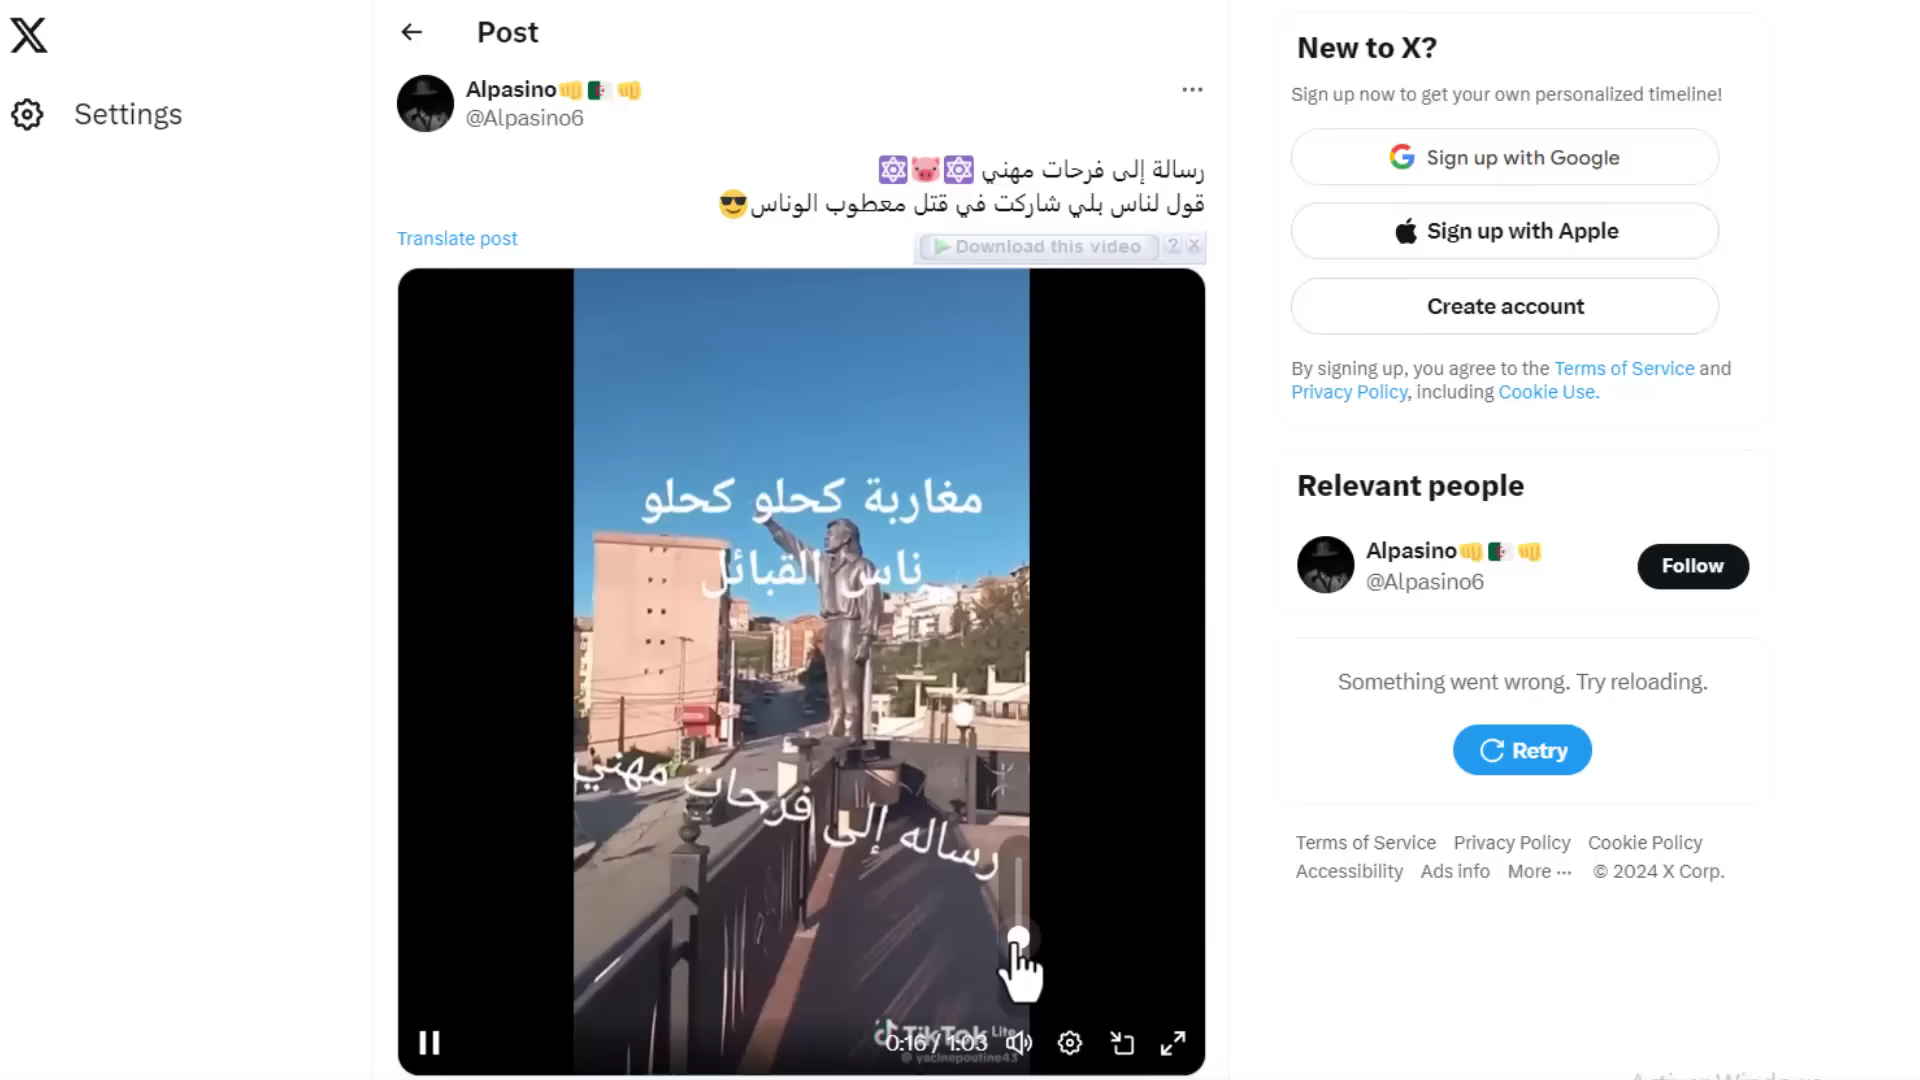 Settings
Post
Alpasino
@Alpasino6
رسالة إلى فرحات مهني
قول لناس بلي شاركت في قتل معطوب الوناس
Translate post
Download this video
?
X
مغاربة كحلو كحلو
ناس القبائل
رساله إلى فرحات مهني
TikTok Lite
@yacinepoutine43
0:16 / 1:03
New to X?
Sign up now to get your own personalized timeline!
Sign up with Google
Sign up with Apple
Create account
By signing up, you agree to the Terms of Service and
Privacy Policy, including Cookie Use.
Relevant people
Alpasino
@Alpasino6
Follow
Something went wrong. Try reloading.
Retry
Terms of Service Privacy Policy Cookie Policy
Accessibility Ads info More ··· © 2024 X Corp.